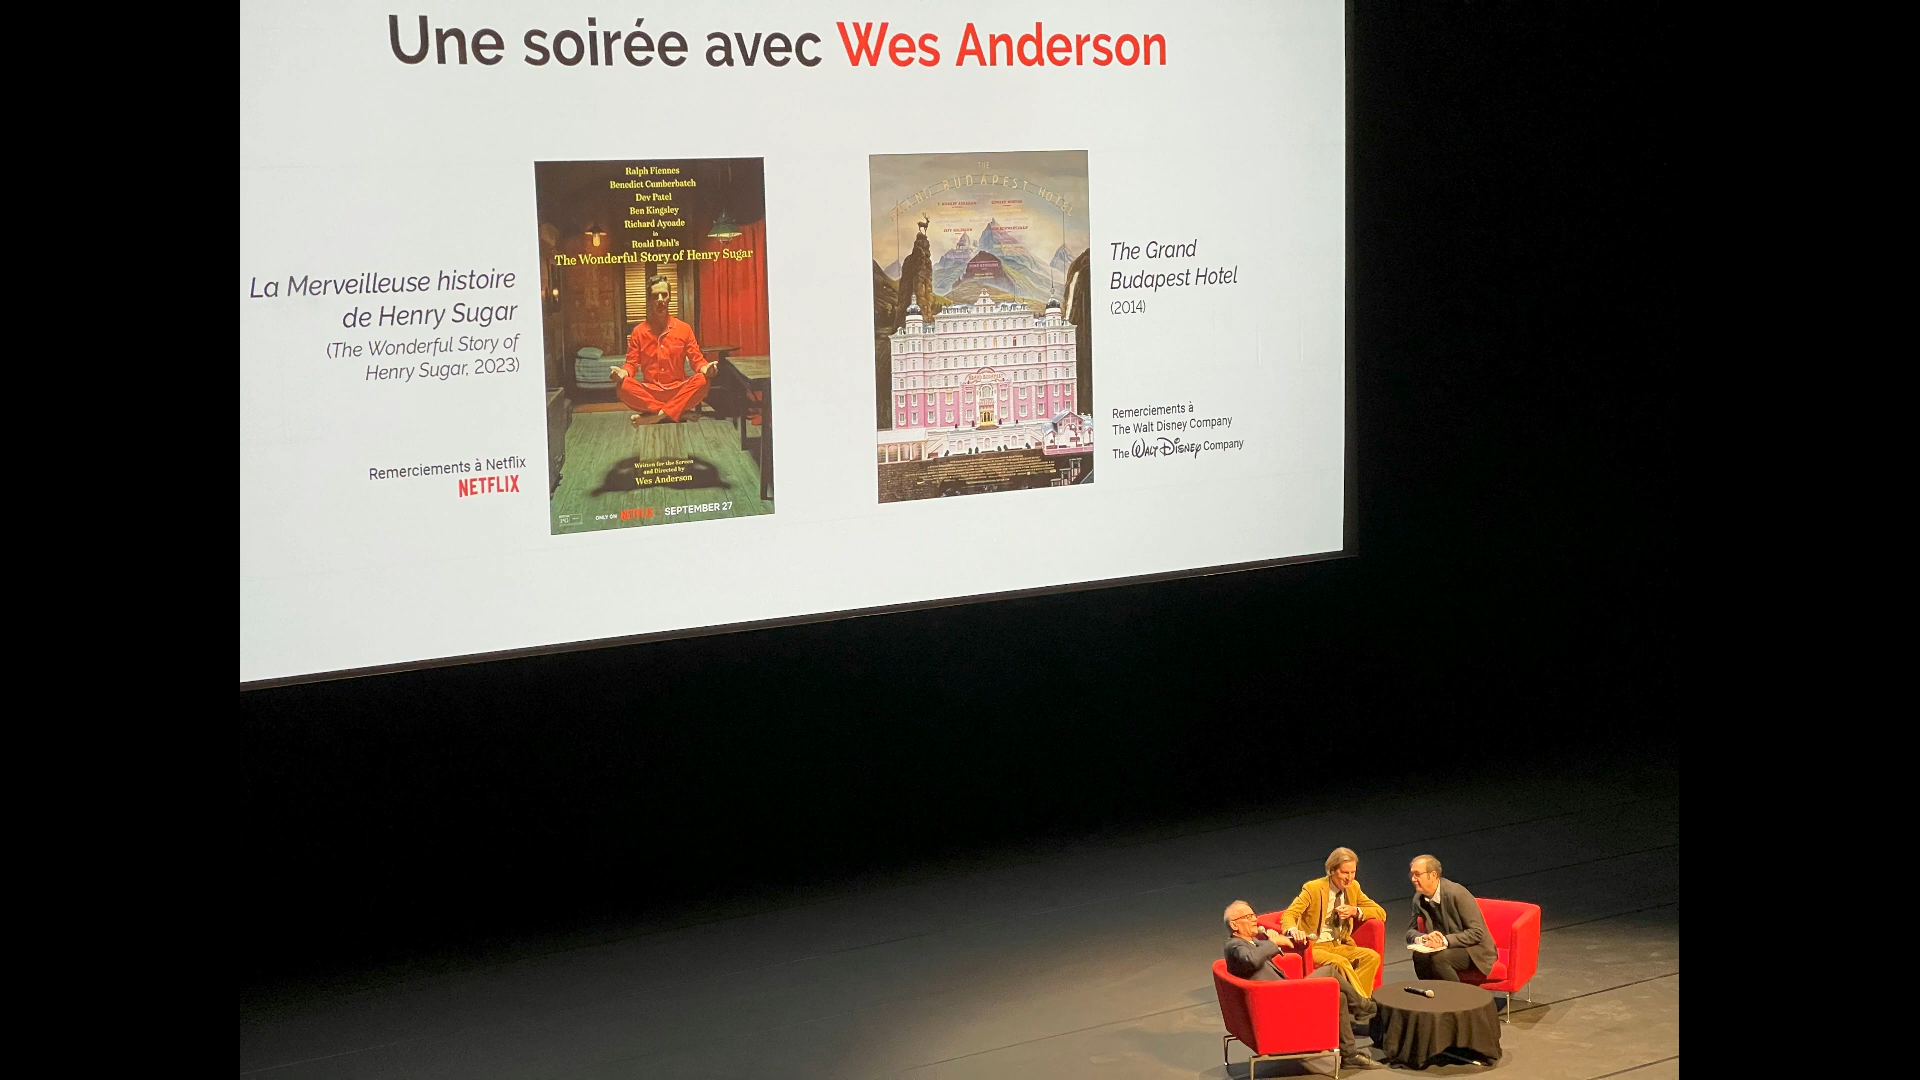 Une soirée avec Wes Anderson
La Merveilleuse histoire
de Henry Sugar
(The Wonderful Story of
Henry Sugar, 2023)
Remerciements à Netflix
NETFLIX
Ralph Fiennes
Benedict Cumberbatch
Dev Patel
Ben Kingsley
Richard Ayoade
in
Roald Dahl's
The Wonderful Story of Henry Sugar
Written for the Screen
and Directed by
Wes Anderson
PG
ONLY ON NETFLIX SEPTEMBER 27
THE
GRAND BUDAPEST HOTEL
The Grand
Budapest Hotel
(2014)
Remerciements à
The Walt Disney Company
The WALT DISNEY Company